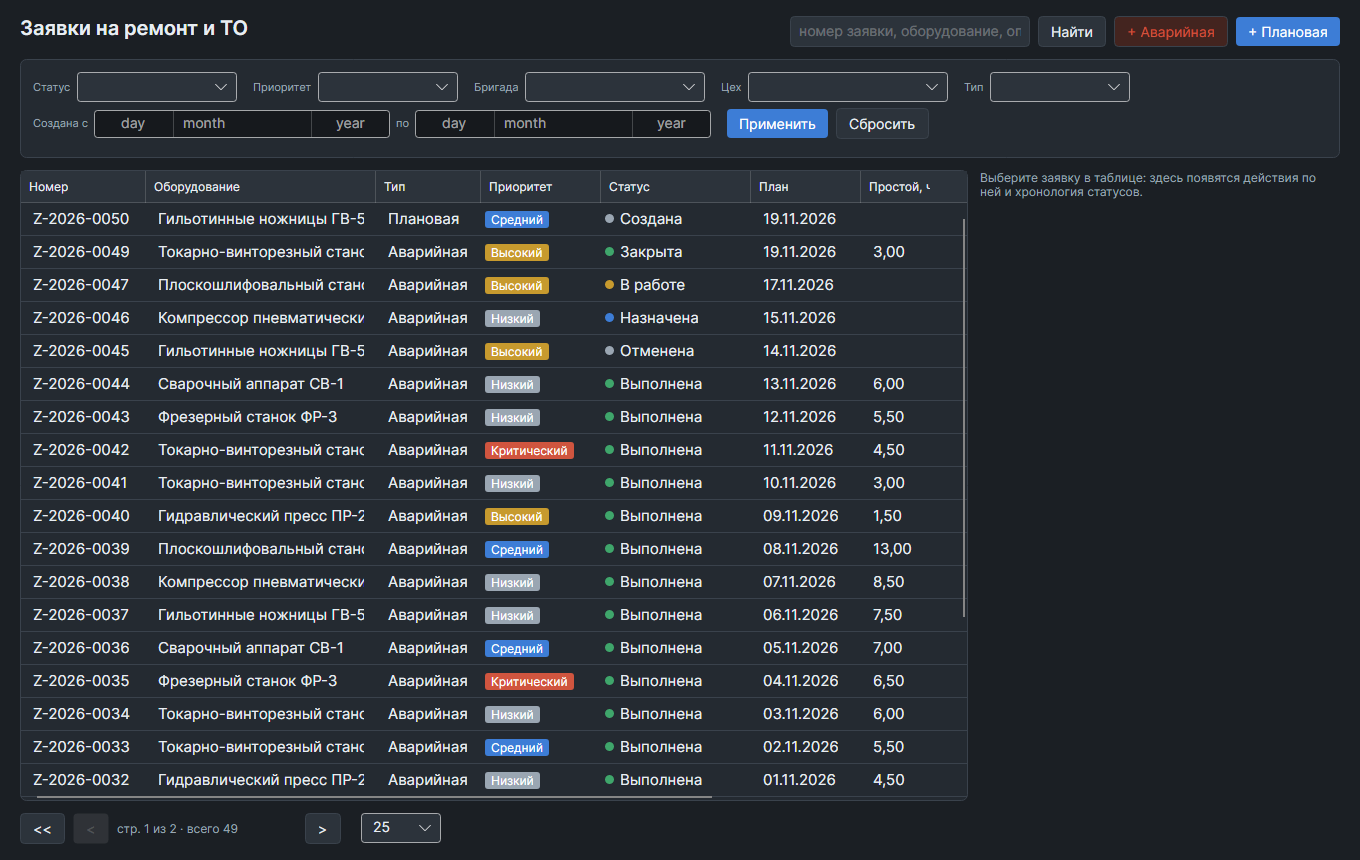 Заявки на ремонт и ТО
номер заявки, оборудование, оп Найти + Аварийная + Плановая
Статус Приоритет Бригада Цех Тип
Создана с day month year по day month year Применить Сбросить
Номер Оборудование Тип Приоритет Статус План Простой, ч
Z-2026-0050 Гильотинные ножницы ГВ-5 Плановая Средний Создана 19.11.2026
Z-2026-0049 Токарно-винторезный стано Аварийная Высокий Закрыта 19.11.2026 3,00
Z-2026-0047 Плоскошлифовальный стано Аварийная Высокий В работе 17.11.2026
Z-2026-0046 Компрессор пневматически Аварийная Низкий Назначена 15.11.2026
Z-2026-0045 Гильотинные ножницы ГВ-5 Аварийная Высокий Отменена 14.11.2026
Z-2026-0044 Сварочный аппарат СВ-1 Аварийная Низкий Выполнена 13.11.2026 6,00
Z-2026-0043 Фрезерный станок ФР-3 Аварийная Низкий Выполнена 12.11.2026 5,50
Z-2026-0042 Токарно-винторезный стано Аварийная Критический Выполнена 11.11.2026 4,50
Z-2026-0041 Токарно-винторезный стано Аварийная Низкий Выполнена 10.11.2026 3,00
Z-2026-0040 Гидравлический пресс ПР-2 Аварийная Высокий Выполнена 09.11.2026 1,50
Z-2026-0039 Плоскошлифовальный стано Аварийная Средний Выполнена 08.11.2026 13,00
Z-2026-0038 Компрессор пневматически Аварийная Низкий Выполнена 07.11.2026 8,50
Z-2026-0037 Гильотинные ножницы ГВ-5 Аварийная Низкий Выполнена 06.11.2026 7,50
Z-2026-0036 Сварочный аппарат СВ-1 Аварийная Средний Выполнена 05.11.2026 7,00
Z-2026-0035 Фрезерный станок ФР-3 Аварийная Критический Выполнена 04.11.2026 6,50
Z-2026-0034 Токарно-винторезный стано Аварийная Низкий Выполнена 03.11.2026 6,00
Z-2026-0033 Токарно-винторезный стано Аварийная Средний Выполнена 02.11.2026 5,50
Z-2026-0032 Гидравлический пресс ПР-2 Аварийная Низкий Выполнена 01.11.2026 4,50
Выберите заявку в таблице: здесь появятся действия по
ней и хронология статусов.
<< < стр. 1 из 2 · всего 49 > 25